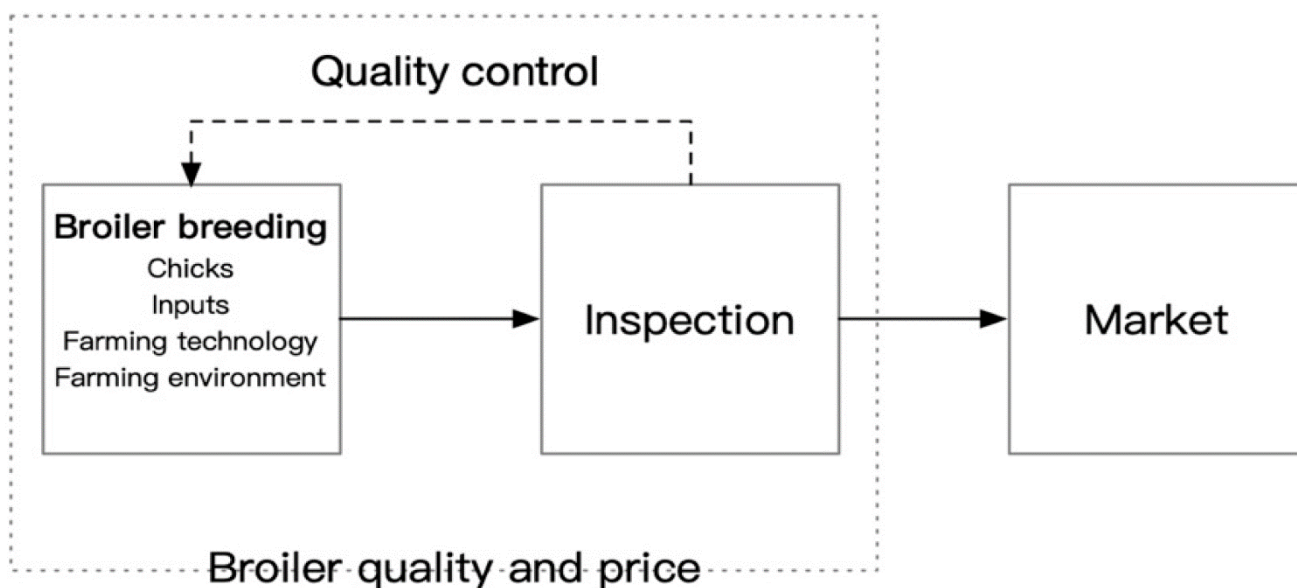 Quality control
Broiler breeding
Chicks
Inputs
Farming technology
Farming environment
Inspection
Market
Broiler quality and price